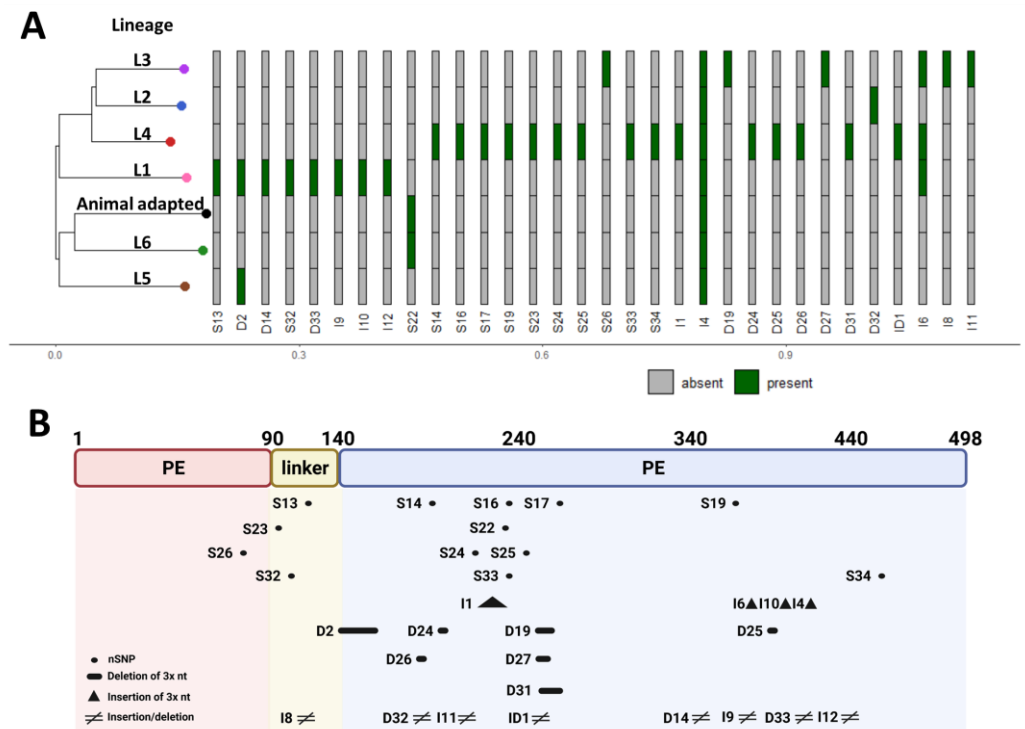 A
Lineage
L3
L2
L4
L1
Animal adapted
L6
L5
S13 D2 D14 S32 D33 I9 I10 I12 S22 S14 S16 S17 S19 S23 S24 S25 S26 S33 S34 I1 I4 D19 D24 D25 D26 D27 D31 D32 ID1 I6 I8 I11
0.0 0.3 0.6 0.9
absent present
B
1 90 140 240 340 440 498
PE linker PE
S13 S14 S16 S17 S19
S23 S22
S26 S24 S25
S32 S33 S34
I1 I6 I10 I4
D2 D24 D19 D25
D26 D27
nSNP
Deletion of 3x nt
D31
Insertion of 3x nt
Insertion/deletion I8 D32 I11 ID1 D14 I9 D33 I12